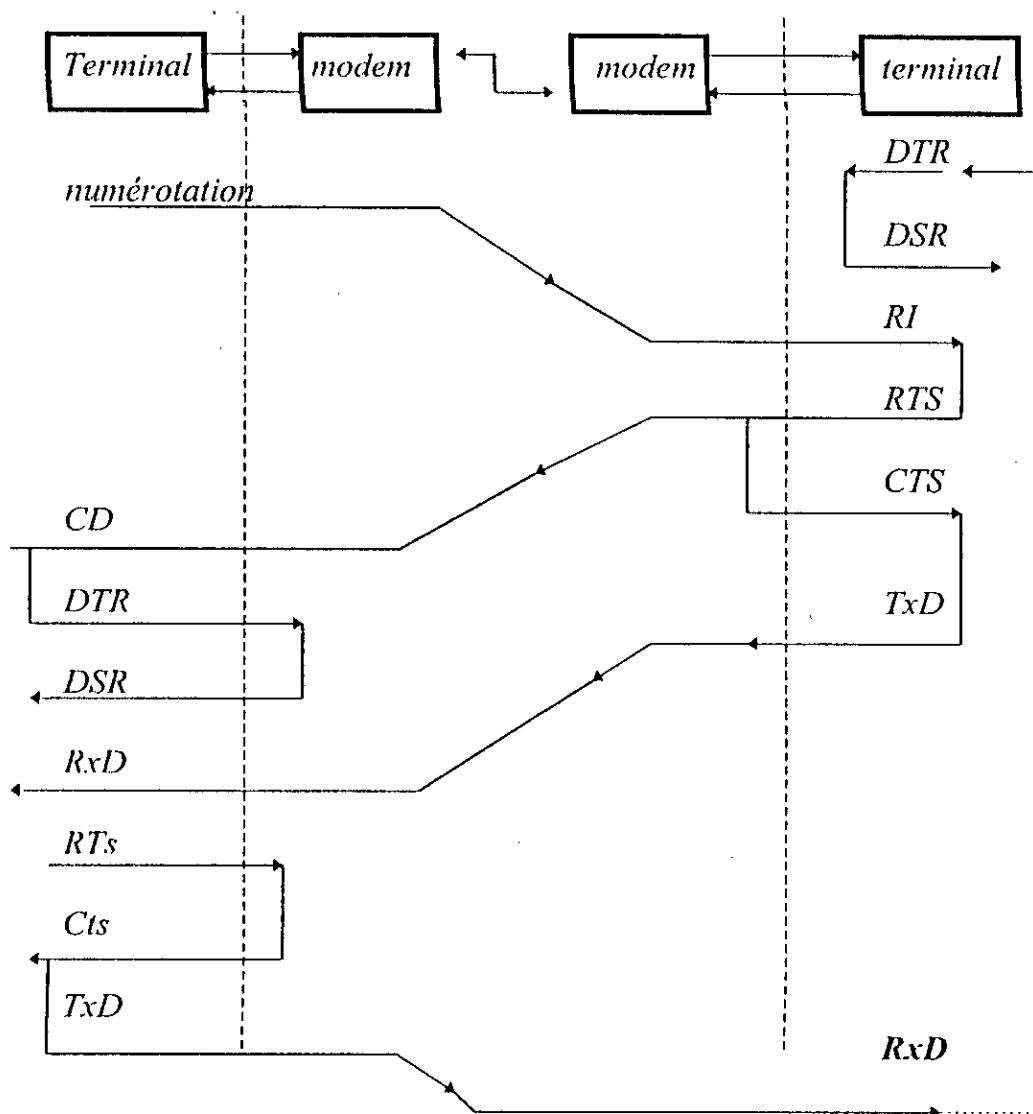 Terminal modem modem terminal
DTR
numérotation
DSR
RI
RTS
CTS
CD
DTR
TxD
DSR
RxD
RTs
Cts
TxD
RxD